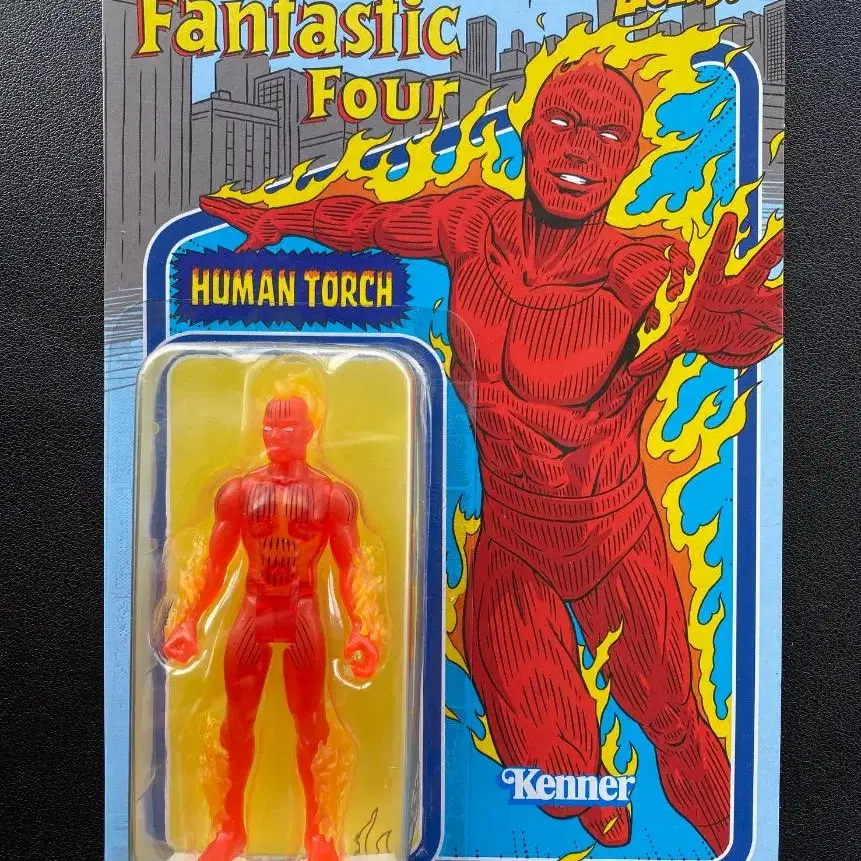 Fantastic
Four
HUMAN TORCH
Kenner